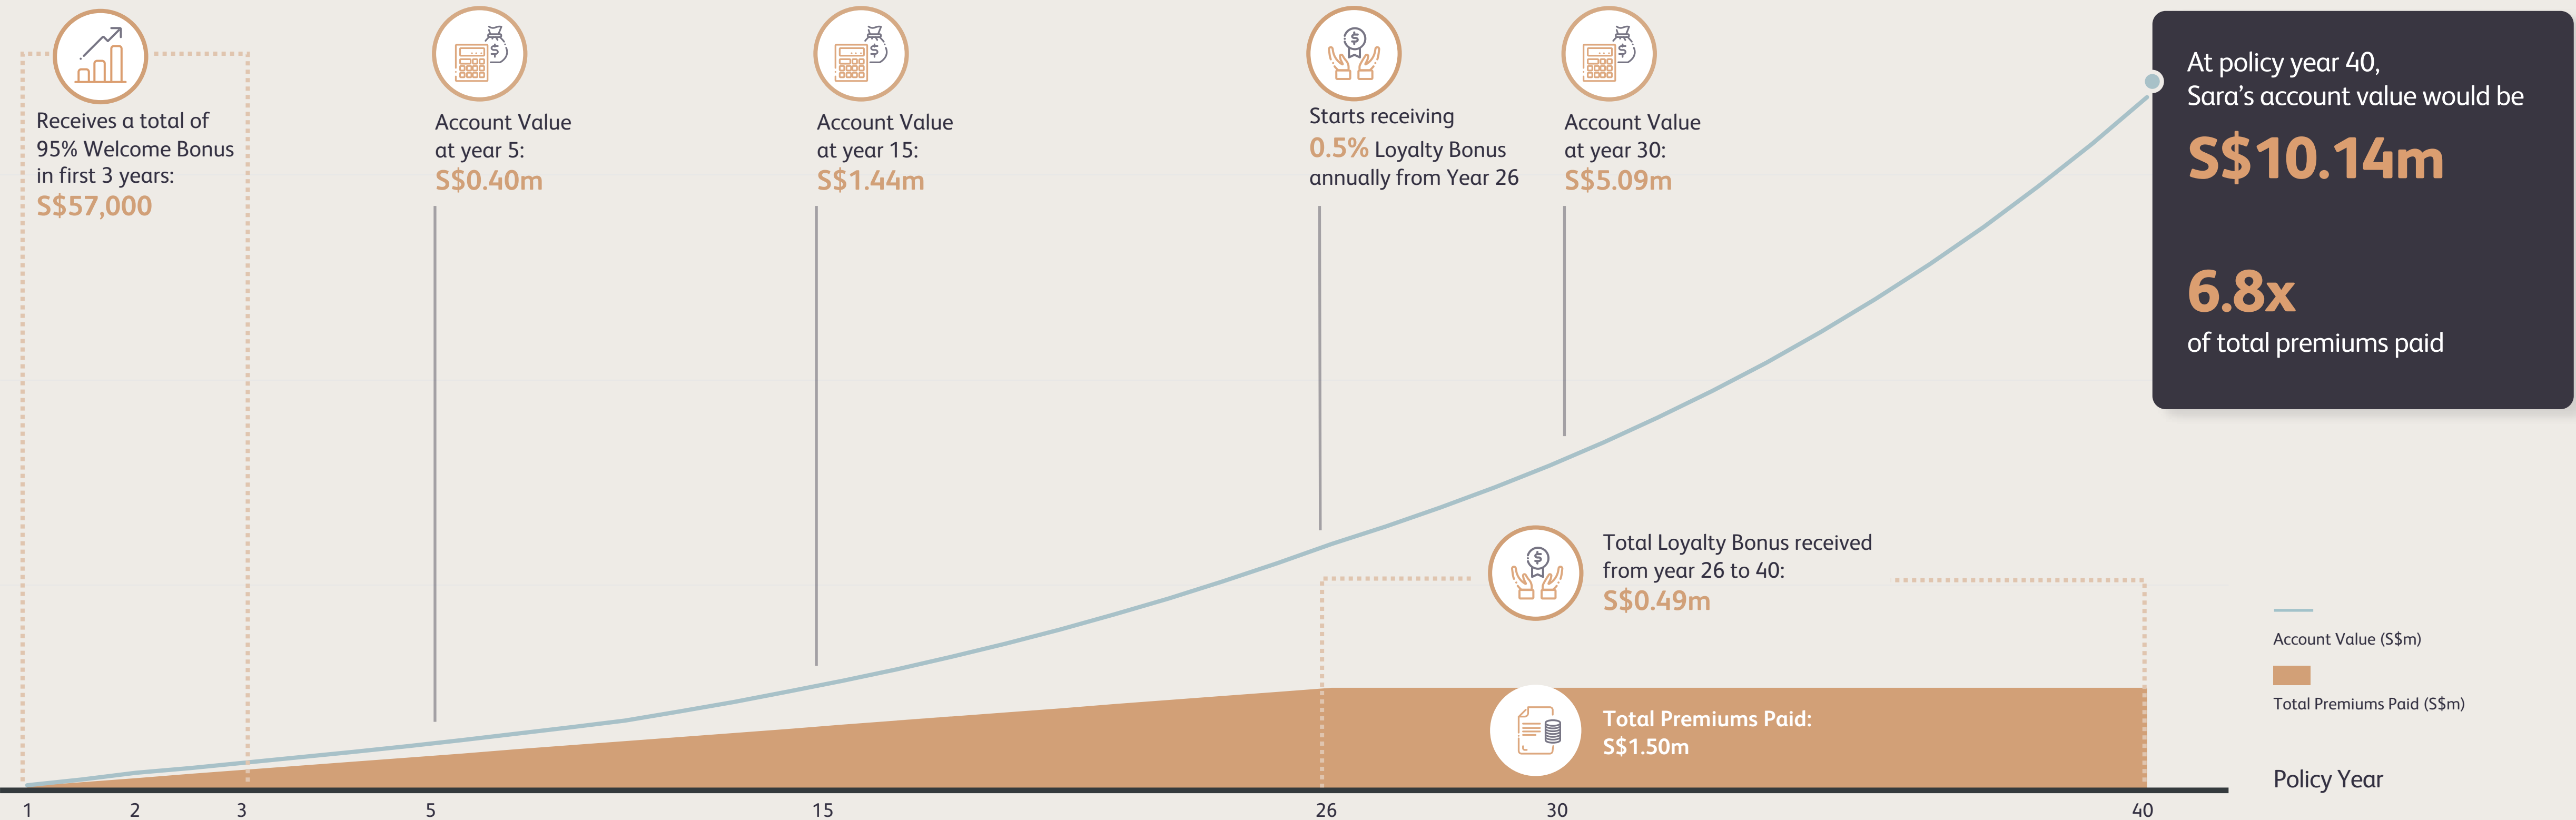 Receives a total of
95% Welcome Bonus
in first 3 years:
S$57,000
Account Value
at year 5:
S$0.40m
Account Value
at year 15:
S$1.44m
Starts receiving
0.5% Loyalty Bonus
annually from Year 26
Account Value
at year 30:
S$5.09m
At policy year 40,
Sara’s account value would be
S$10.14m
6.8x
of total premiums paid
Total Loyalty Bonus received
from year 26 to 40:
S$0.49m
Total Premiums Paid:
S$1.50m
Account Value (S$m)
Total Premiums Paid (S$m)
Policy Year
1 2 3 5 15 26 30 40